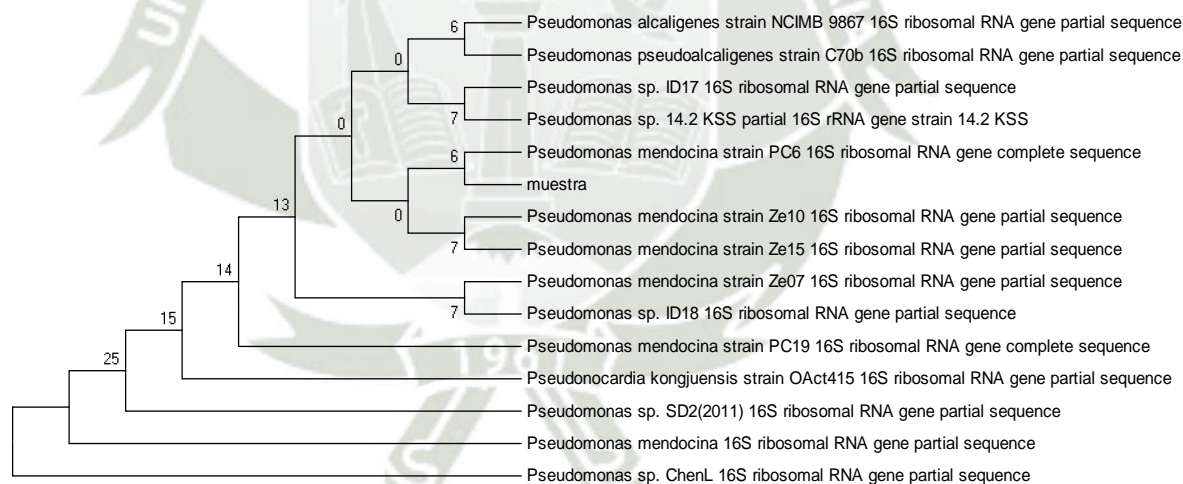 6
Pseudomonas alcaligenes strain NCIMB 9867 16S ribosomal RNA gene partial sequence
Pseudomonas pseudoalcaligenes strain C70b 16S ribosomal RNA gene partial sequence
0
Pseudomonas sp. ID17 16S ribosomal RNA gene partial sequence
7
Pseudomonas sp. 14.2 KSS partial 16S rRNA gene strain 14.2 KSS
0
6
Pseudomonas mendocina strain PC6 16S ribosomal RNA gene complete sequence
muestra
0
Pseudomonas mendocina strain Ze10 16S ribosomal RNA gene partial sequence
13
7
Pseudomonas mendocina strain Ze15 16S ribosomal RNA gene partial sequence
14
Pseudomonas mendocina strain Ze07 16S ribosomal RNA gene partial sequence
7
Pseudomonas sp. ID18 16S ribosomal RNA gene partial sequence
15
Pseudomonas mendocina strain PC19 16S ribosomal RNA gene complete sequence
25
Pseudonocardia kongjuensis strain OAct415 16S ribosomal RNA gene partial sequence
Pseudomonas sp. SD2(2011) 16S ribosomal RNA gene partial sequence
Pseudomonas mendocina 16S ribosomal RNA gene partial sequence
Pseudomonas sp. ChenL 16S ribosomal RNA gene partial sequence